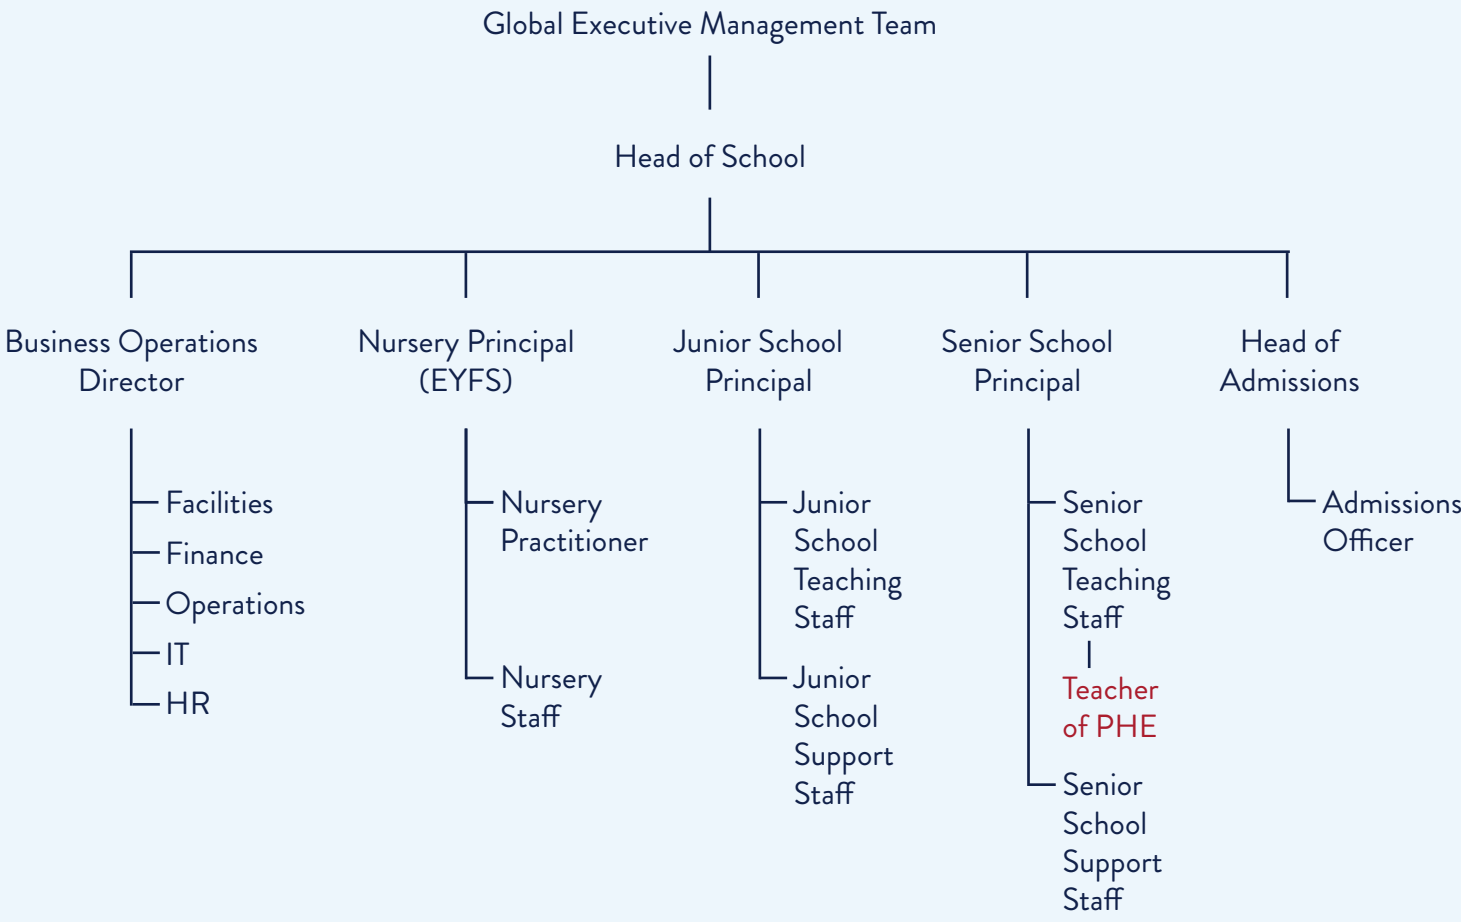 Global Executive Management Team
Head of School
Business Operations
Director
Nursery Principal
(EYFS)
Junior School
Principal
Senior School
Principal
Head of
Admissions
Facilities
Finance
Operations
IT
HR
Nursery
Practitioner
Nursery
Staff
Junior
School
Teaching
Staff
Junior
School
Support
Staff
Senior
School
Teaching
Staff
Teacher
of PHE
Senior
School
Support
Staff
Admissions
Officer